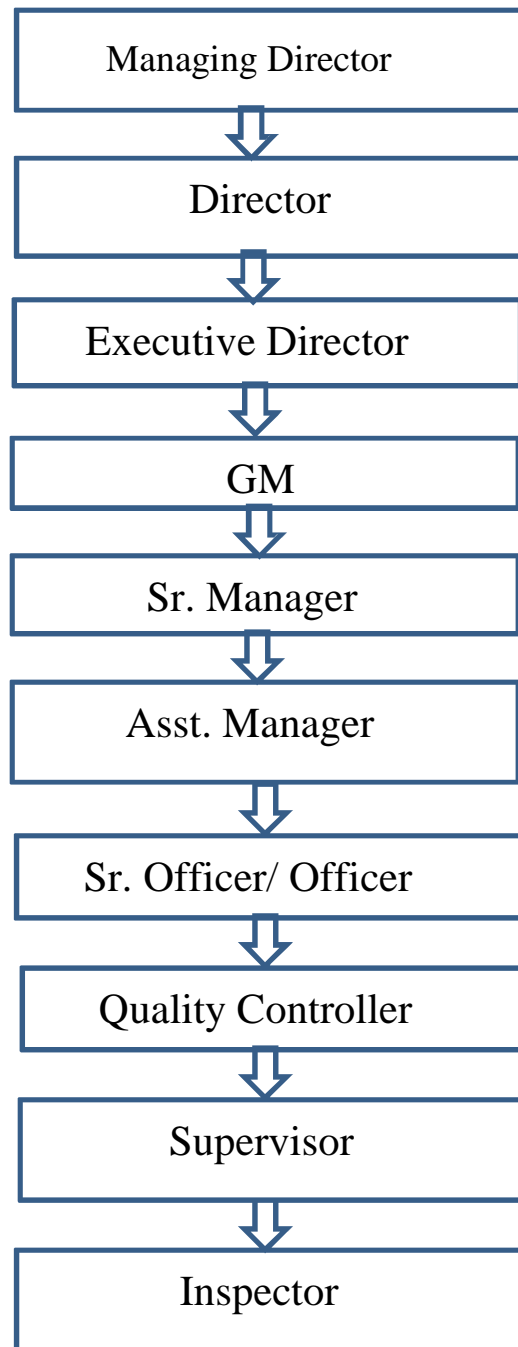 Managing Director
Director
Executive Director
GM
Sr. Manager
Asst. Manager
Sr. Officer/ Officer
Quality Controller
Supervisor
Inspector